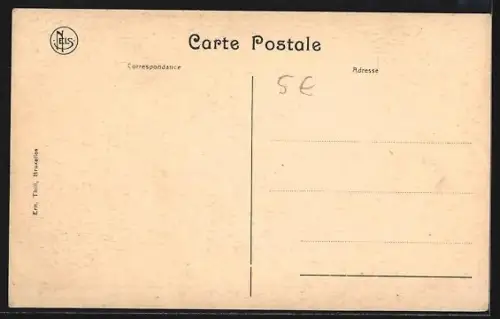 NELS
Carte Postale
Correspondance
Adresse
5€
Ern. Thill, Bruxelles